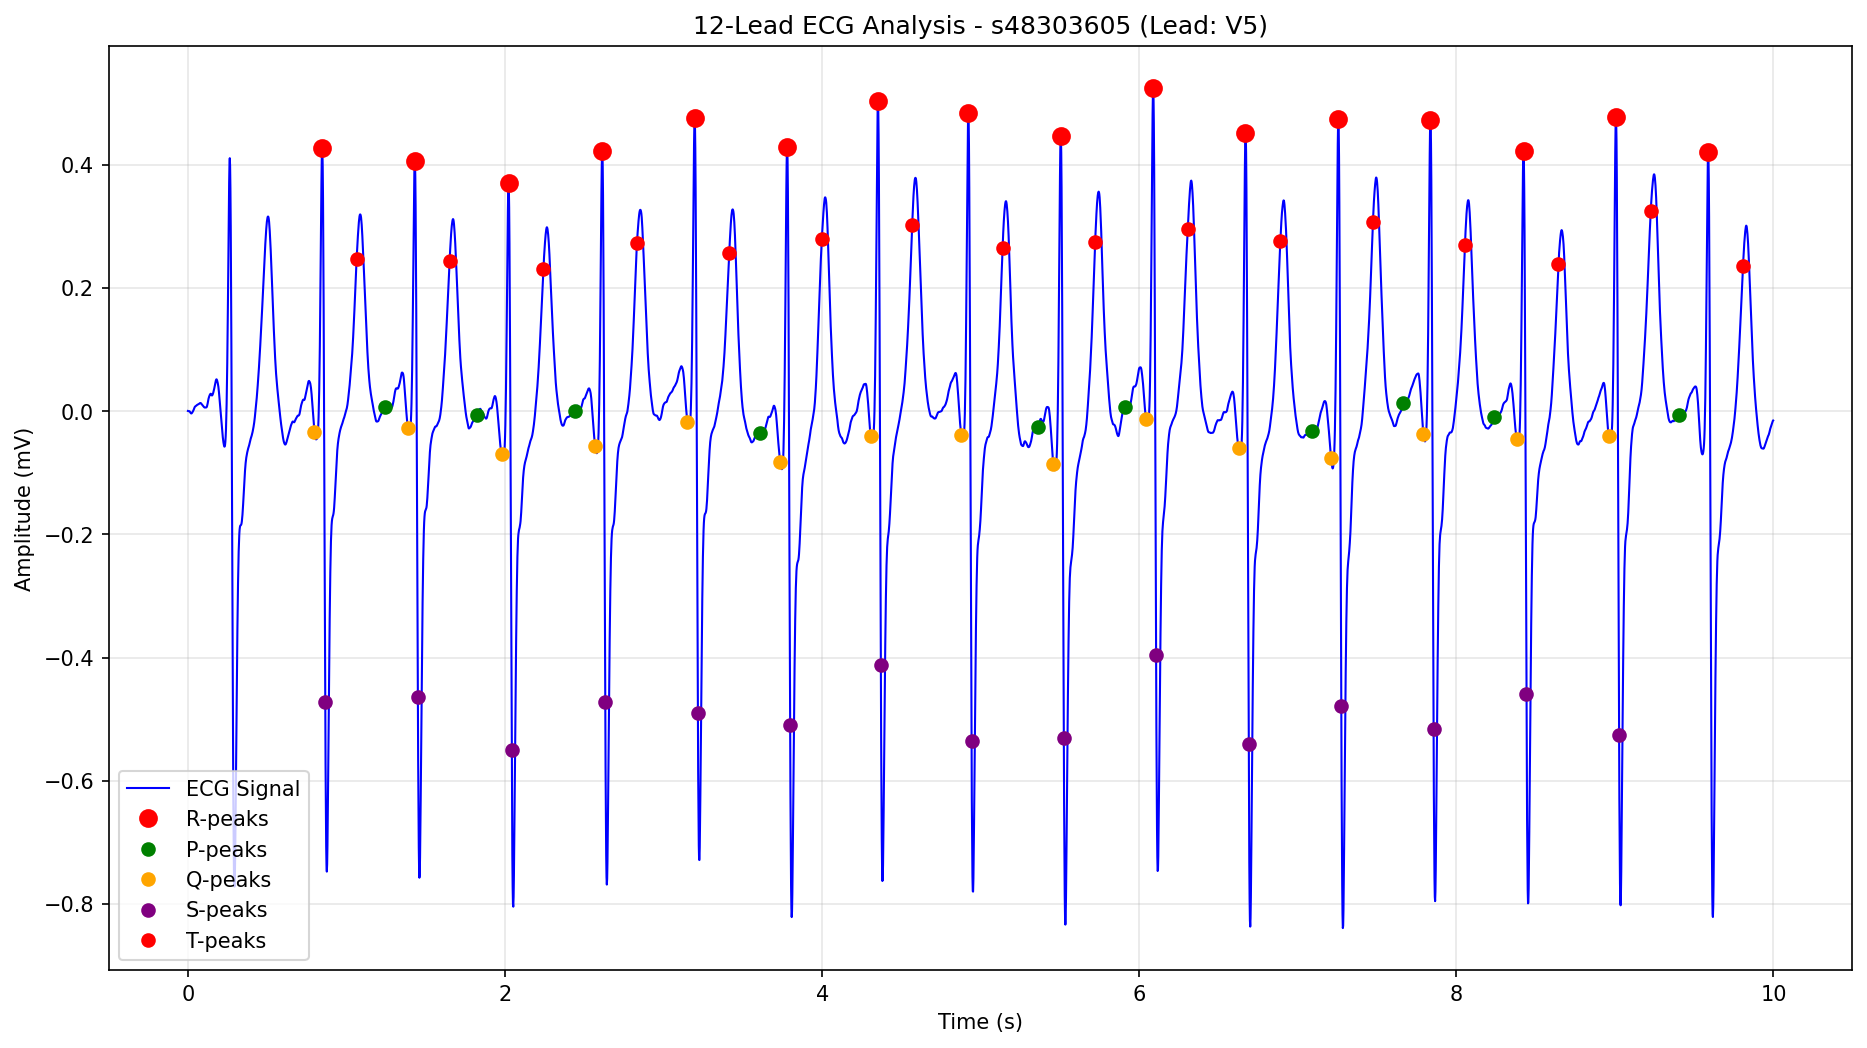 12-Lead ECG Analysis - s48303605 (Lead: V5)
Amplitude (mV)
0.4
0.2
0.0
−0.2
−0.4
−0.6
−0.8
ECG Signal
R-peaks
P-peaks
Q-peaks
S-peaks
T-peaks
0 2 4 6 8 10
Time (s)